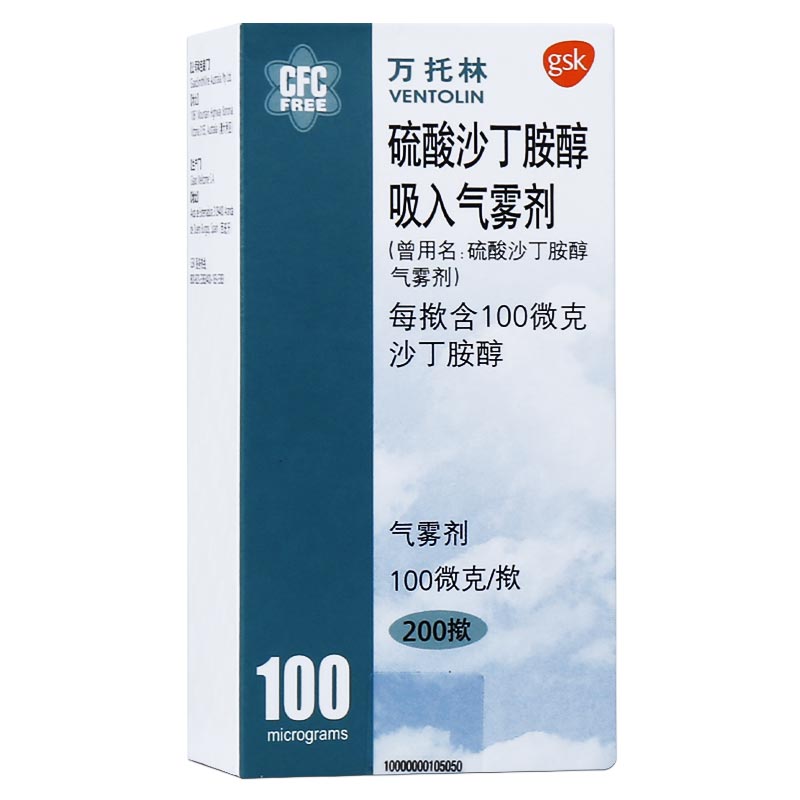 CFC
FREE
万托林
VENTOLIN
gsk
硫酸沙丁胺醇
吸入气雾剂
(曾用名:硫酸沙丁胺醇
气雾剂)
每揿含100微克
沙丁胺醇
气雾剂
100微克/揿
200揿
100
micrograms
10000000105050